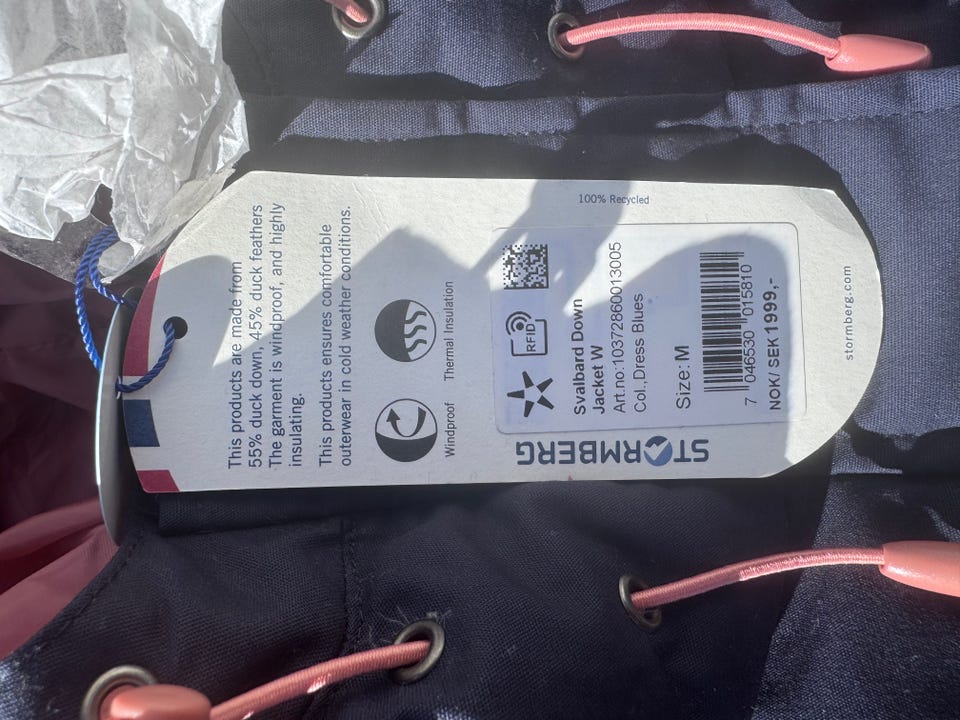 This products are made from
55% duck down, 45% duck feathers
The garment is windproof, and highly
insulating.
This products ensures comfortable
outerwear in cold weather conditions.
Windproof
Thermal Insulation
STORMBERG
RFID
Svalbard Down
Jacket W
Art.no:10372860013005
Col.,Dress Blues
Size: M
7 046530 015810
NOK/ SEK1999,-
100% Recycled
stormberg.com